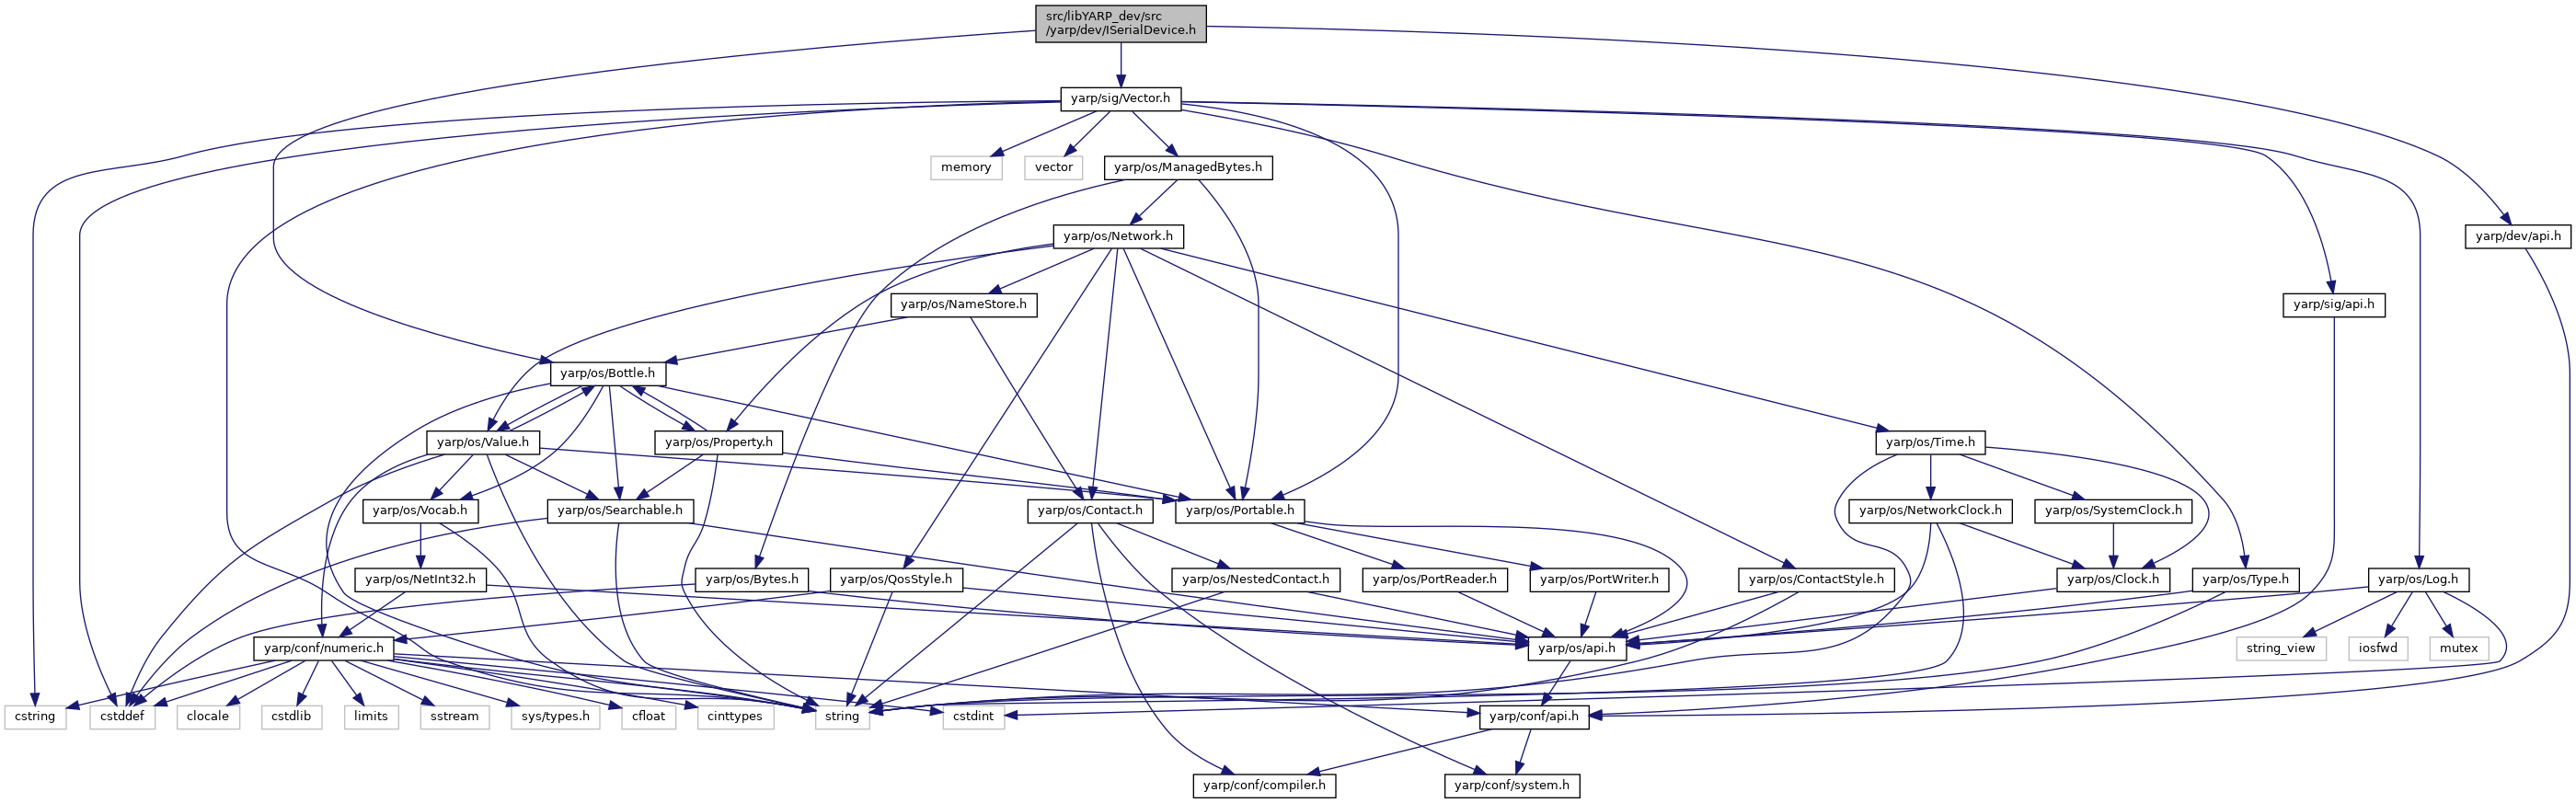 src/libYARP_dev/src
/yarp/dev/ISerialDevice.h
yarp/sig/Vector.h
memory
vector
yarp/os/ManagedBytes.h
yarp/os/Network.h
yarp/dev/api.h
yarp/os/NameStore.h
yarp/sig/api.h
yarp/os/Bottle.h
yarp/os/Value.h
yarp/os/Property.h
yarp/os/Time.h
yarp/os/Vocab.h
yarp/os/Searchable.h
yarp/os/Contact.h
yarp/os/Portable.h
yarp/os/NetworkClock.h
yarp/os/SystemClock.h
yarp/os/NetInt32.h
yarp/os/Bytes.h
yarp/os/QosStyle.h
yarp/os/NestedContact.h
yarp/os/PortReader.h
yarp/os/PortWriter.h
yarp/os/ContactStyle.h
yarp/os/Clock.h
yarp/os/Type.h
yarp/os/Log.h
yarp/conf/numeric.h
yarp/os/api.h
string_view
iosfwd
mutex
cstring
cstddef
clocale
cstdlib
limits
sstream
sys/types.h
cfloat
cinttypes
string
cstdint
yarp/conf/api.h
yarp/conf/compiler.h
yarp/conf/system.h